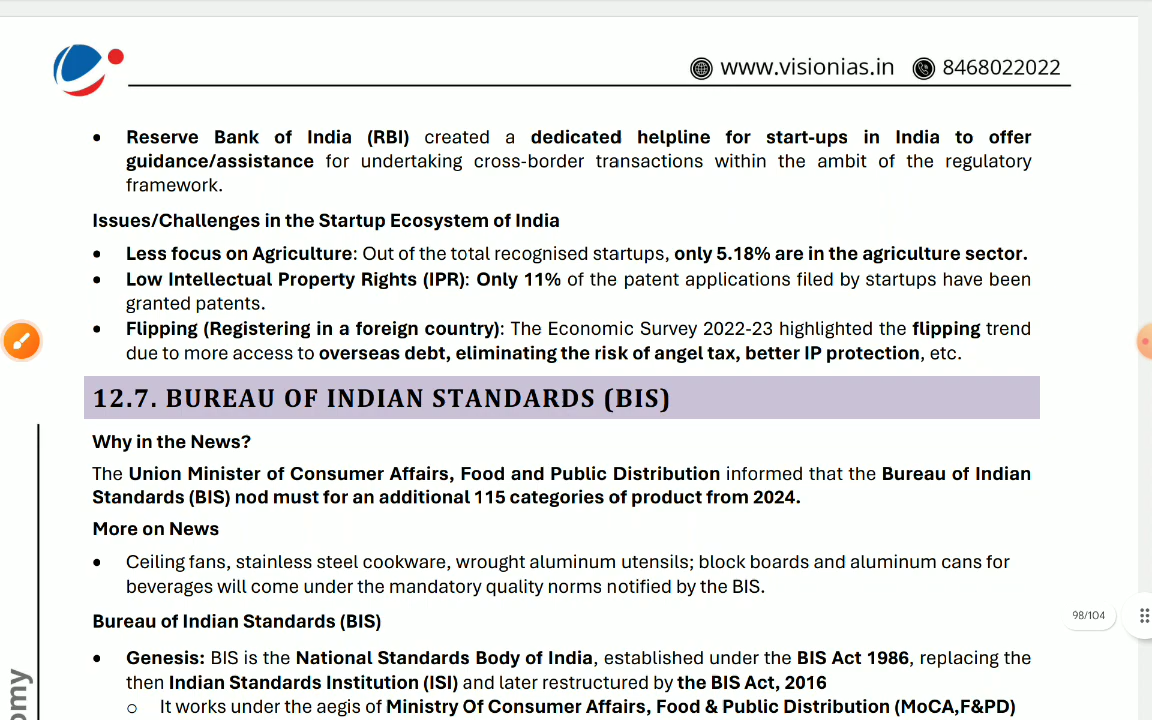 www.visionias.in 8468022022
• Reserve Bank of India (RBI) created a dedicated helpline for start-ups in India to offer
guidance/assistance for undertaking cross-border transactions within the ambit of the regulatory
framework.
Issues/Challenges in the Startup Ecosystem of India
• Less focus on Agriculture: Out of the total recognised startups, only 5.18% are in the agriculture sector.
• Low Intellectual Property Rights (IPR): Only 11% of the patent applications filed by startups have been
granted patents.
• Flipping (Registering in a foreign country): The Economic Survey 2022-23 highlighted the flipping trend
due to more access to overseas debt, eliminating the risk of angel tax, better IP protection, etc.
12.7. BUREAU OF INDIAN STANDARDS (BIS)
Why in the News?
The Union Minister of Consumer Affairs, Food and Public Distribution informed that the Bureau of Indian
Standards (BIS) nod must for an additional 115 categories of product from 2024.
More on News
• Ceiling fans, stainless steel cookware, wrought aluminum utensils; block boards and aluminum cans for
beverages will come under the mandatory quality norms notified by the BIS.
98/104
Bureau of Indian Standards (BIS)
• Genesis: BIS is the National Standards Body of India, established under the BIS Act 1986, replacing the
then Indian Standards Institution (ISI) and later restructured by the BIS Act, 2016
o It works under the aegis of Ministry Of Consumer Affairs, Food & Public Distribution (MoCA,F&PD)
omy